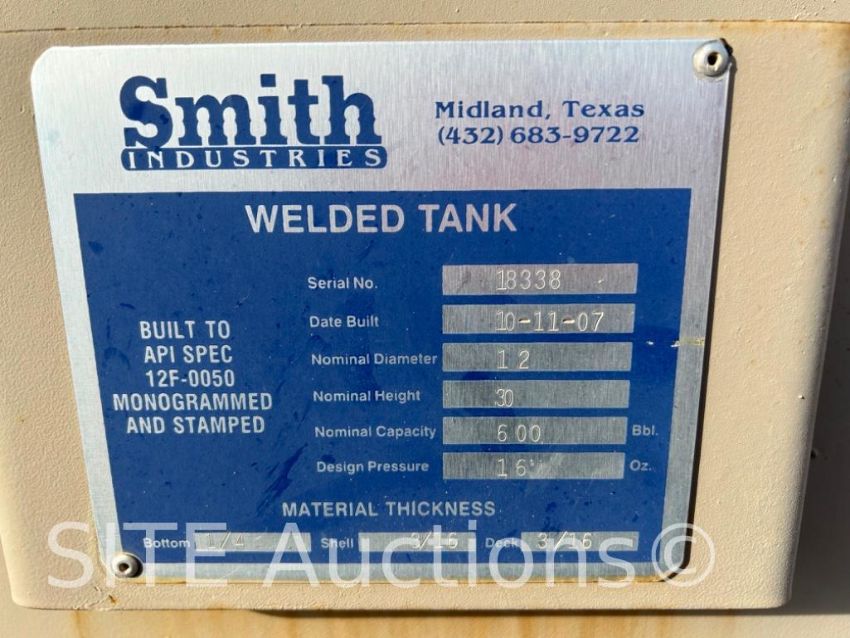 Smith
INDUSTRIES
Midland, Texas
(432) 683-9722
WELDED TANK
BUILT TO
API SPEC
12F-0050
MONOGRAMMED
AND STAMPED
Serial No. 18338
Date Built 10-11-07
Nominal Diameter 12
Nominal Height 30
Nominal Capacity 600 Bbl.
Design Pressure 16 Oz.
MATERIAL THICKNESS
Bottom 1/4 Shell 3/16 Deck 3/16
SITE Auctions©